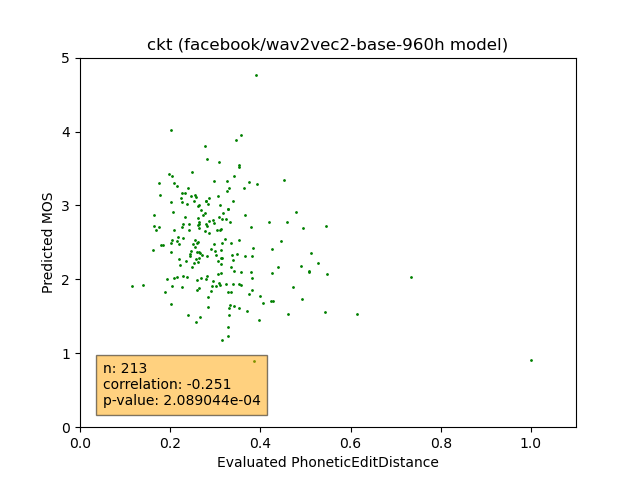 ckt (facebook/wav2vec2-base-960h model)
5
4
3
2
1
0
Predicted MOS
n: 213
correlation: -0.251
p-value: 2.089044e-04
0.0 0.2 0.4 0.6 0.8 1.0
Evaluated PhoneticEditDistance